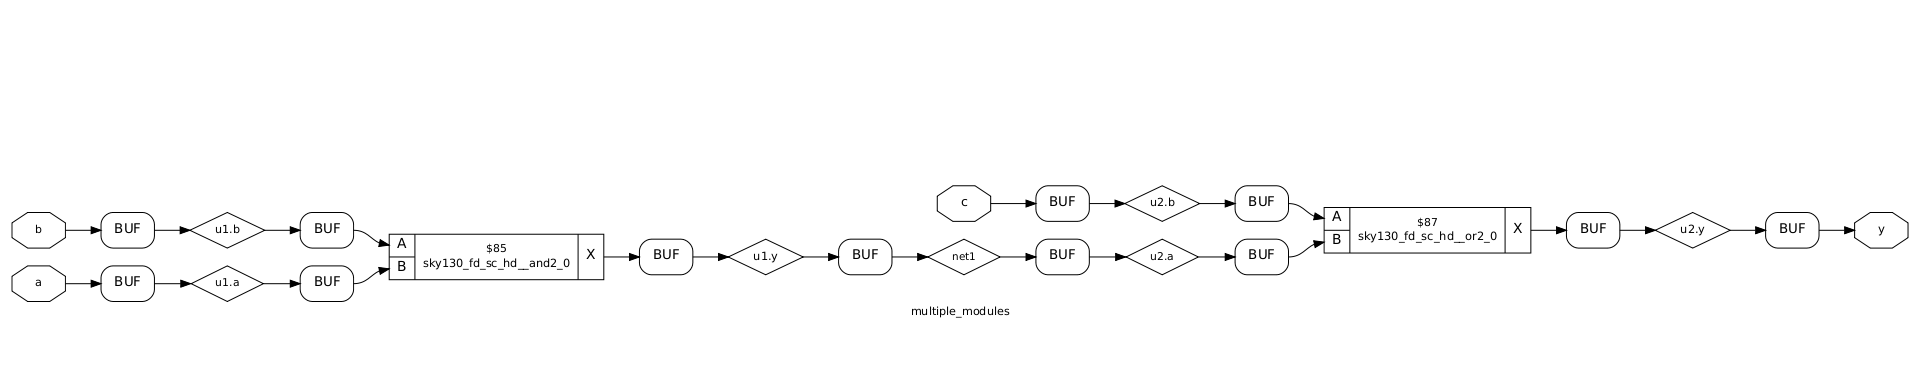 c
BUF
u2.b
BUF
b
BUF
u1.b
BUF
A
B
$85
sky130_fd_sc_hd__and2_0
X
BUF
u1.y
BUF
net1
BUF
u2.a
BUF
A
B
$87
sky130_fd_sc_hd__or2_0
X
BUF
u2.y
BUF
y
a
BUF
u1.a
BUF
multiple_modules